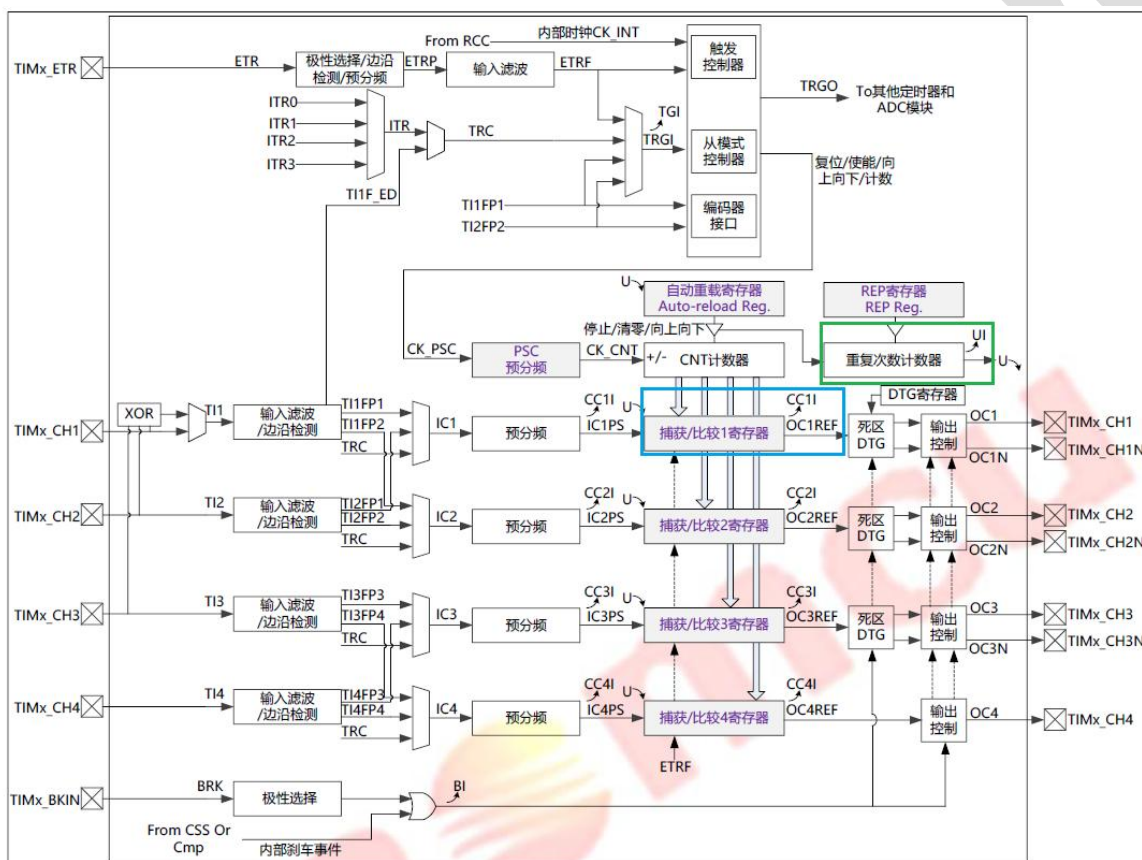 From RCC
内部时钟CK_INT
TIMx_ETR
ETR
极性选择/边沿
检测/预分频
ETRP
输入滤波
ETRF
触发
控制器
TRGO
To其他定时器和
ADC模块
ITR0
ITR1
ITR2
ITR3
ITR
TRC
TGI
TRGI
从模式
控制器
复位/使能/向
上向下/计数
TI1F_ED
TI1FP1
TI2FP2
编码器
接口
U
自动重载寄存器
Auto-reload Reg.
REP寄存器
REP Reg.
停止/清零/向上向下
CK_PSC
PSC
预分频
CK_CNT
+/-
CNT计数器
重复次数计数器
UI
U
DTG寄存器
TIMx_CH1
XOR
TI1
输入滤波
/边沿检测
TI1FP1
TI1FP2
TRC
IC1
预分频
CC1I
IC1PS
U
捕获/比较1寄存器
CC1I
OC1REF
死区
DTG
输出
控制
OC1
OC1N
TIMx_CH1
TIMx_CH1N
TIMx_CH2
TI2
输入滤波
/边沿检测
TI2FP1
TI2FP2
TRC
IC2
预分频
CC2I
IC2PS
U
捕获/比较2寄存器
CC2I
OC2REF
死区
DTG
输出
控制
OC2
OC2N
TIMx_CH2
TIMx_CH2N
TIMx_CH3
TI3
输入滤波
/边沿检测
TI3FP3
TI3FP4
TRC
IC3
预分频
CC3I
IC3PS
U
捕获/比较3寄存器
CC3I
OC3REF
死区
DTG
输出
控制
OC3
OC3N
TIMx_CH3
TIMx_CH3N
TIMx_CH4
TI4
输入滤波
/边沿检测
TI4FP3
TI4FP4
TRC
IC4
预分频
CC4I
IC4PS
U
捕获/比较4寄存器
CC4I
OC4REF
输出
控制
OC4
TIMx_CH4
ETRF
TIMx_BKIN
BRK
极性选择
BI
From CSS Or
Cmp
内部刹车事件